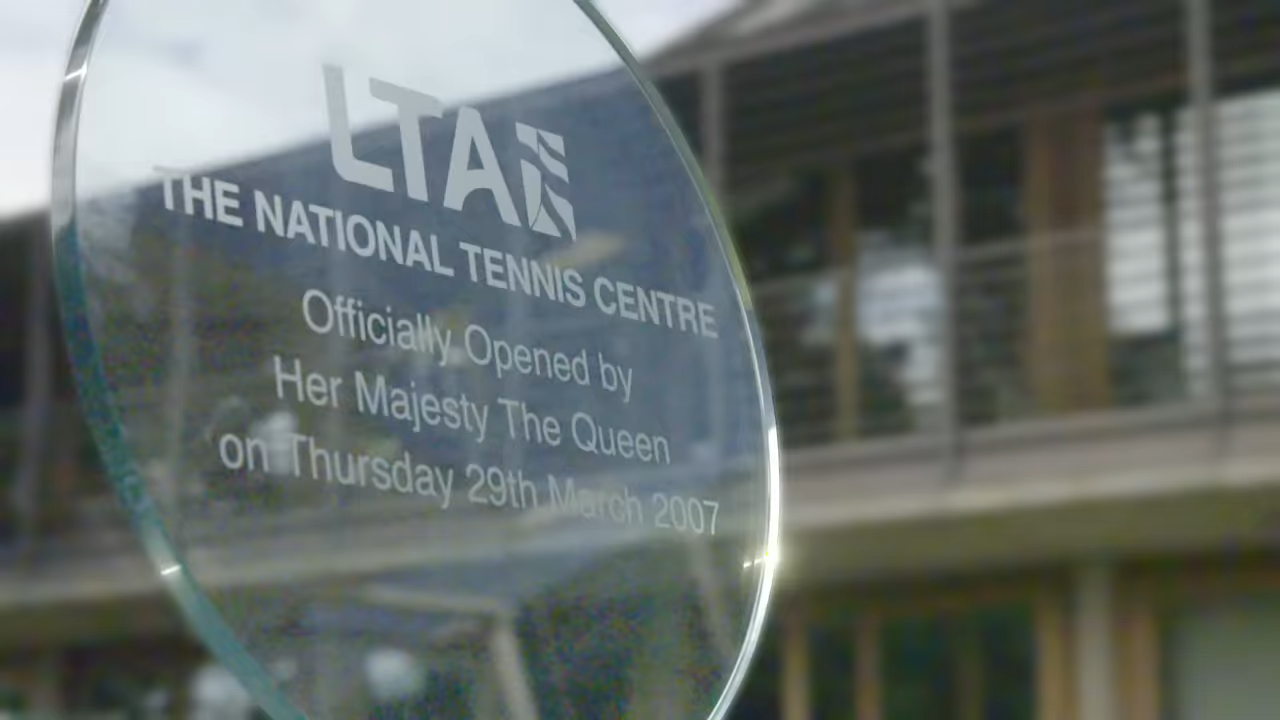 LTA
THE NATIONAL TENNIS CENTRE
Officially Opened by
Her Majesty The Queen
on Thursday 29th March 2007